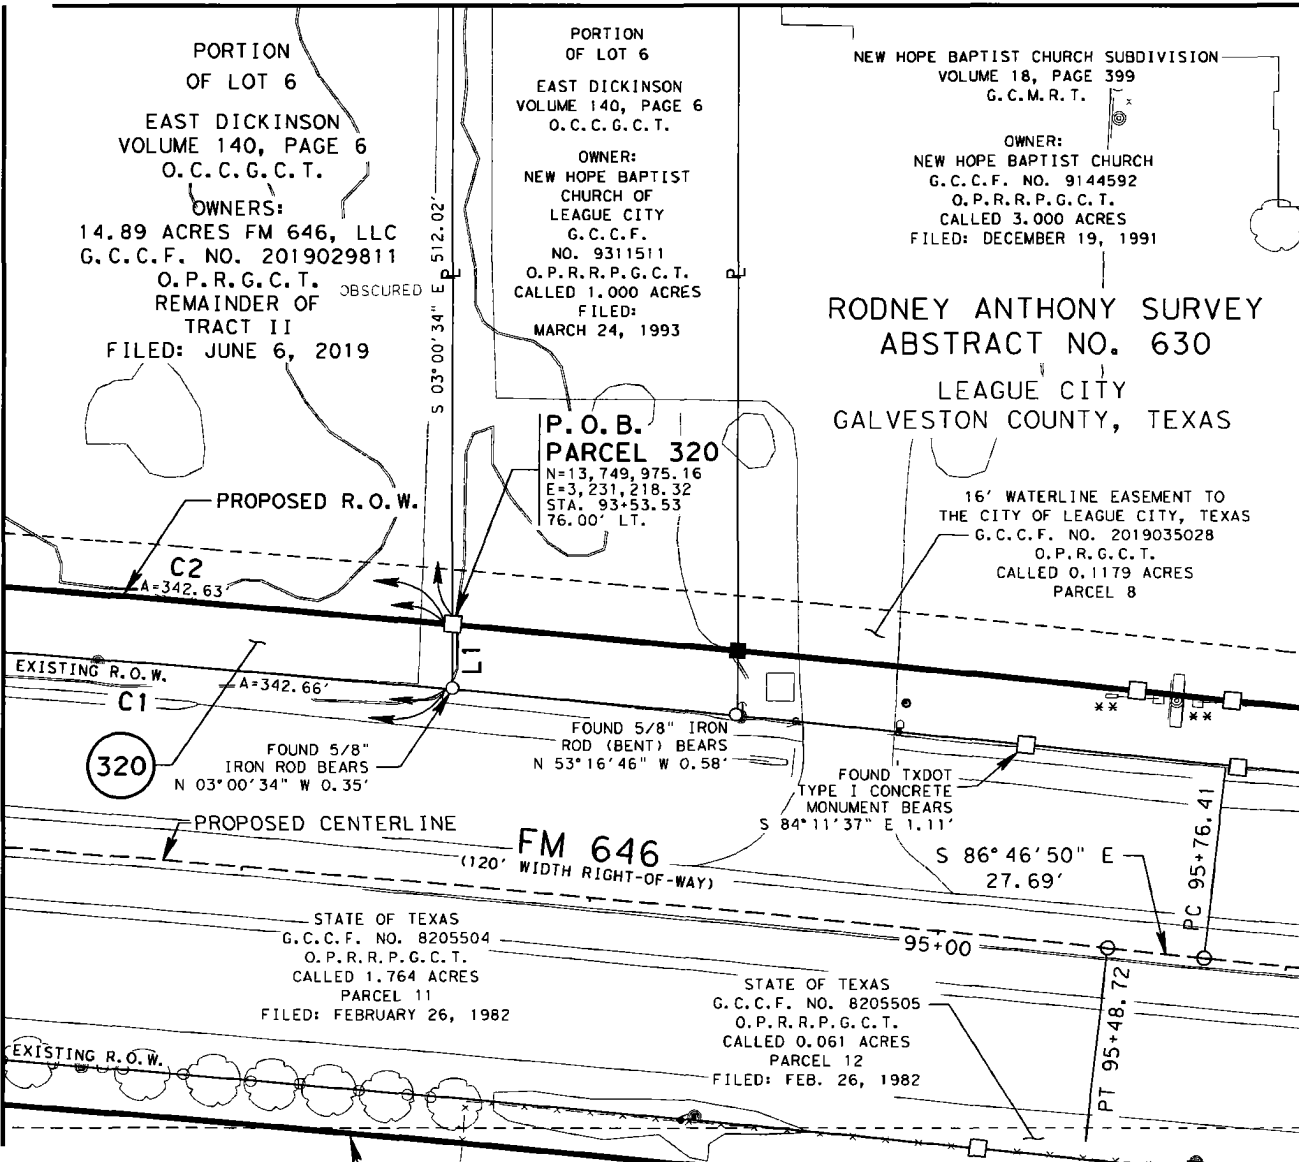 PORTION
OF LOT 6
EAST DICKINSON
VOLUME 140, PAGE 6
O.C.C.G.C.T.
OWNERS:
14.89 ACRES FM 646, LLC
G.C.C.F. NO. 2019029811
O.P.R.G.C.T.
REMAINDER OF
TRACT II
FILED: JUNE 6, 2019
OBSCURED
S 03°00'34" E 512.02'
PORTION
OF LOT 6
EAST DICKINSON
VOLUME 140, PAGE 6
O.C.C.G.C.T.
OWNER:
NEW HOPE BAPTIST
CHURCH OF
LEAGUE CITY
G.C.C.F.
NO. 9311511
O.P.R.R.P.G.C.T.
CALLED 1.000 ACRES
FILED:
MARCH 24, 1993
NEW HOPE BAPTIST CHURCH SUBDIVISION
VOLUME 18, PAGE 399
G.C.M.R.T.
OWNER:
NEW HOPE BAPTIST CHURCH
G.C.C.F. NO. 9144592
O.P.R.R.P.G.C.T.
CALLED 3.000 ACRES
FILED: DECEMBER 19, 1991
RODNEY ANTHONY SURVEY
ABSTRACT NO. 630
LEAGUE CITY
GALVESTON COUNTY, TEXAS
P.O.B.
PARCEL 320
N=13,749,975.16
E=3,231,218.32
STA. 93+53.53
76.00' LT.
16' WATERLINE EASEMENT TO
THE CITY OF LEAGUE CITY, TEXAS
G.C.C.F. NO. 2019035028
O.P.R.G.C.T.
CALLED 0.1179 ACRES
PARCEL 8
PROPOSED R.O.W.
C2
A=342.63'
L1
EXISTING R.O.W.
A=342.66'
C1
320
FOUND 5/8"
IRON ROD BEARS
N 03°00'34" W 0.35'
FOUND 5/8" IRON
ROD (BENT) BEARS
N 53°16'46" W 0.58'
**
**
FOUND TXDOT
TYPE I CONCRETE
MONUMENT BEARS
S 84°11'37" E 1.11'
PROPOSED CENTERLINE
FM 646
(120' WIDTH RIGHT-OF-WAY)
S 86°46'50" E
27.69'
PC 95+76.41
95+00
PT 95+48.72
STATE OF TEXAS
G.C.C.F. NO. 8205504
O.P.R.R.P.G.C.T.
CALLED 1.764 ACRES
PARCEL 11
FILED: FEBRUARY 26, 1982
STATE OF TEXAS
G.C.C.F. NO. 8205505
O.P.R.R.P.G.C.T.
CALLED 0.061 ACRES
PARCEL 12
FILED: FEB. 26, 1982
EXISTING R.O.W.